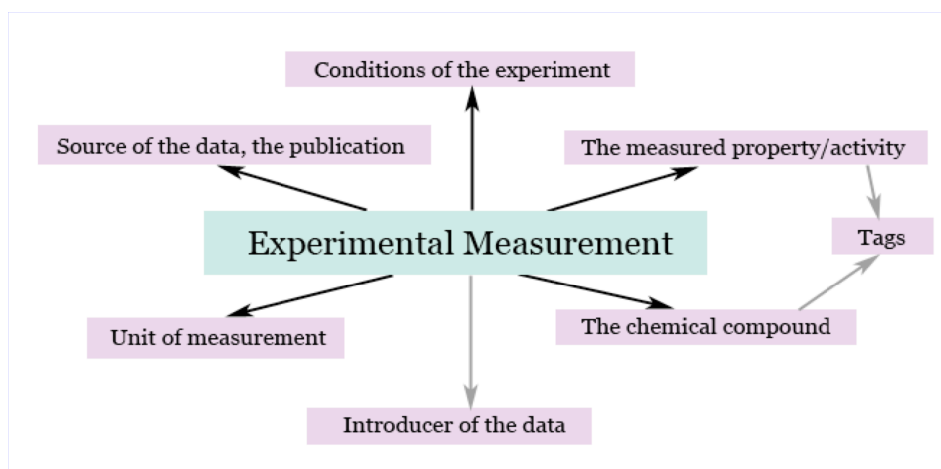 Conditions of the experiment
Source of the data, the publication
The measured property/activity
Experimental Measurement
Tags
Unit of measurement
The chemical compound
Introducer of the data